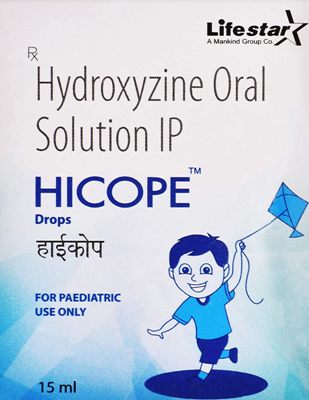 Lifestar
A Mankind Group Co.
Rx
Hydroxyzine Oral
Solution IP
HICOPE™
Drops
हाईकोप
FOR PAEDIATRIC
USE ONLY
15 ml